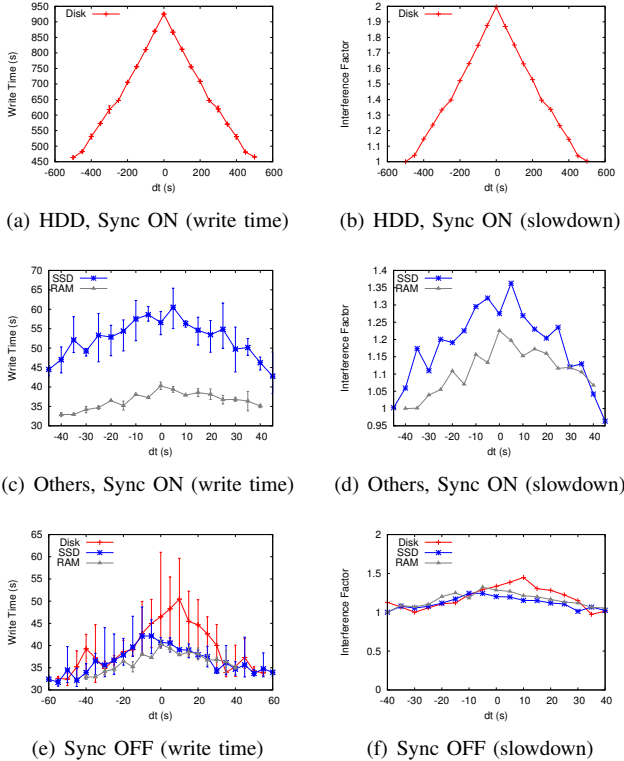 Write Time (s)
950
900
850
800
750
700
650
600
550
500
450
Disk
-600 -400 -200 0 200 400 600
dt (s)
(a) HDD, Sync ON (write time)
Interference Factor
2
1.9
1.8
1.7
1.6
1.5
1.4
1.3
1.2
1.1
1
Disk
-600 -400 -200 0 200 400 600
dt (s)
(b) HDD, Sync ON (slowdown)
Write Time (s)
70
65
60
55
50
45
40
35
30
SSD
RAM
-40 -30 -20 -10 0 10 20 30 40
dt (s)
(c) Others, Sync ON (write time)
Interference Factor
1.4
1.35
1.3
1.25
1.2
1.15
1.1
1.05
1
0.95
SSD
RAM
-40 -30 -20 -10 0 10 20 30 40
dt (s)
(d) Others, Sync ON (slowdown)
Write Time (s)
65
60
55
50
45
40
35
30
Disk
SSD
RAM
-60 -40 -20 0 20 40 60
dt (s)
(e) Sync OFF (write time)
Interference Factor
2
1.5
1
0.5
0
Disk
SSD
RAM
-40 -30 -20 -10 0 10 20 30 40
dt (s)
(f) Sync OFF (slowdown)